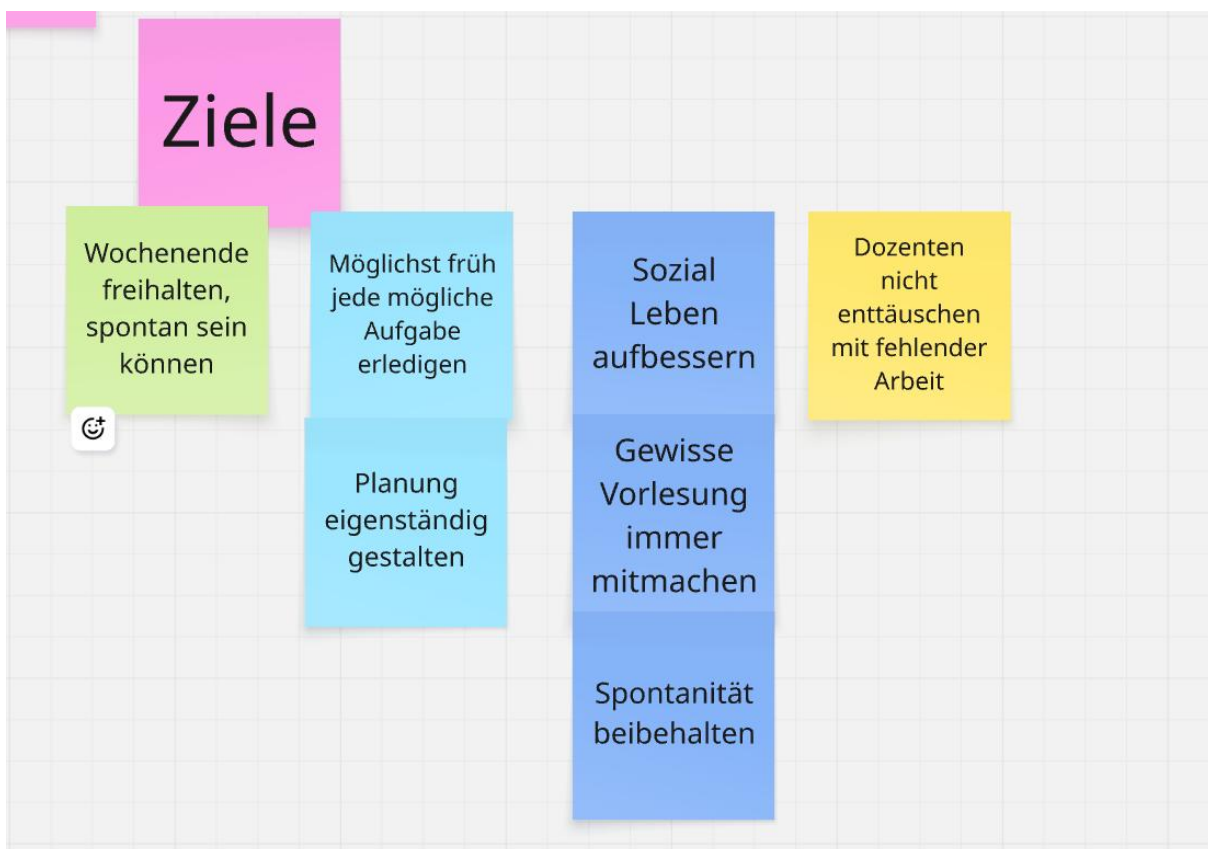 Ziele
Wochenende
freihalten,
spontan sein
können
Möglichst früh
jede mögliche
Aufgabe
erledigen
Planung
eigenständig
gestalten
Sozial
Leben
aufbessern
Gewisse
Vorlesung
immer
mitmachen
Spontanität
beibehalten
Dozenten
nicht
enttäuschen
mit fehlender
Arbeit